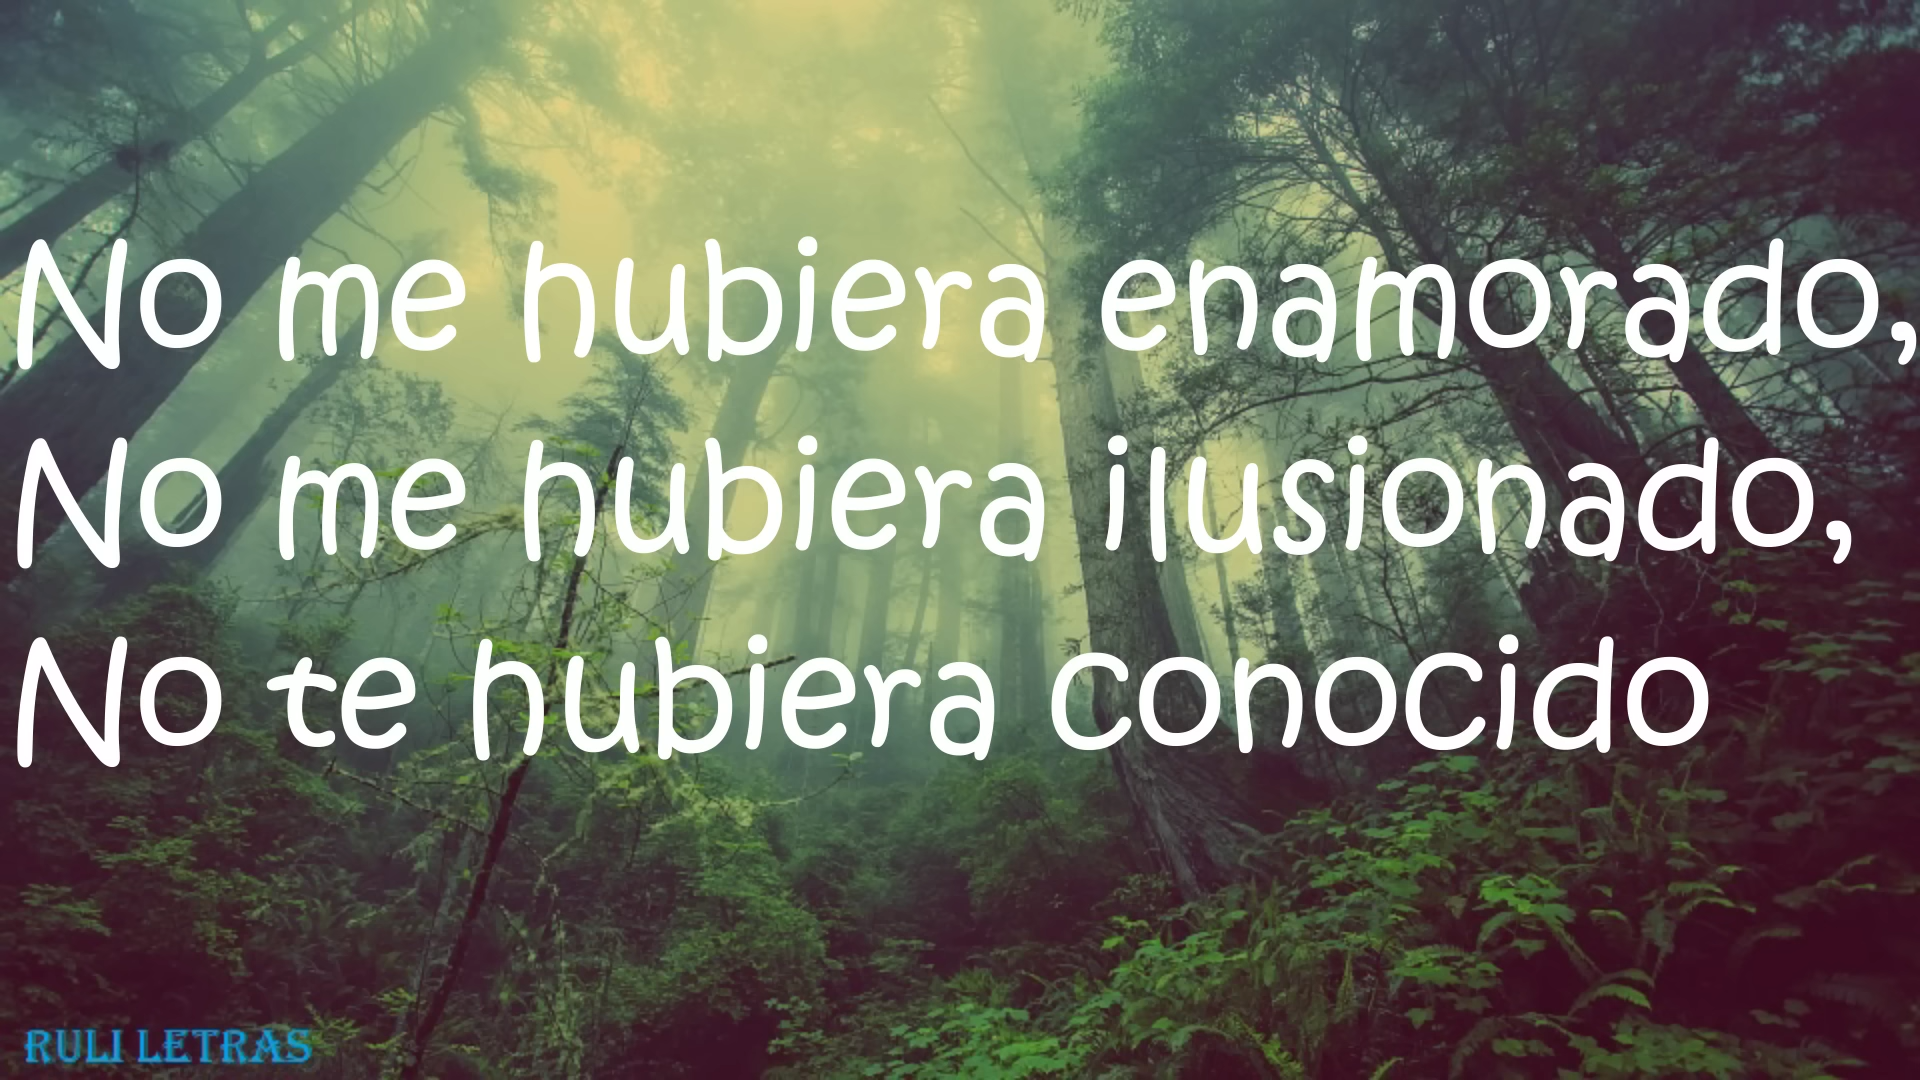 No me hubiera enamorado,
No me hubiera ilusionado,
No te hubiera conocido
RULI LETRAS